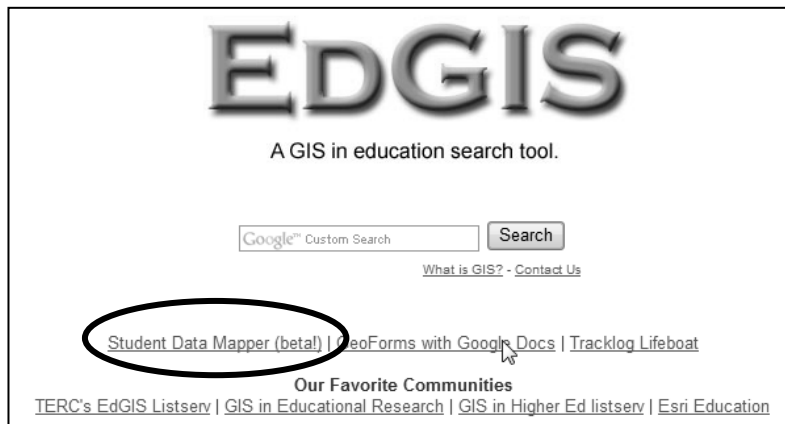 EDGIS
A GIS in education search tool.
Google™ Custom Search Search
What is GIS? - Contact Us
Student Data Mapper (beta!) | GeoForms with Google Docs | Tracklog Lifeboat
Our Favorite Communities
TERC's EdGIS Listserv | GIS in Educational Research | GIS in Higher Ed listserv | Esri Education